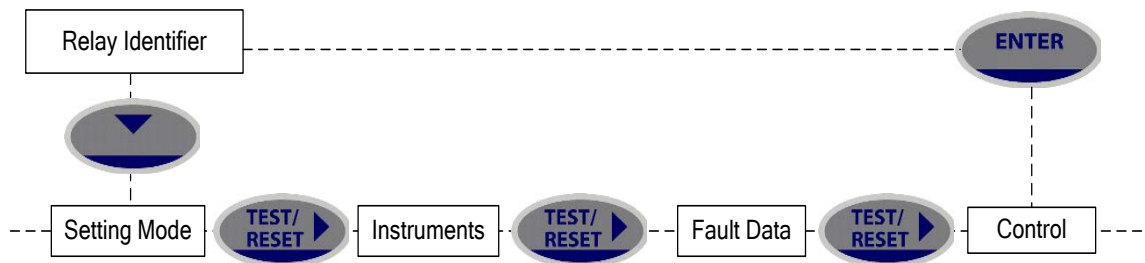 Relay Identifier
ENTER
Setting Mode
TEST/
RESET
Instruments
TEST/
RESET
Fault Data
TEST/
RESET
Control